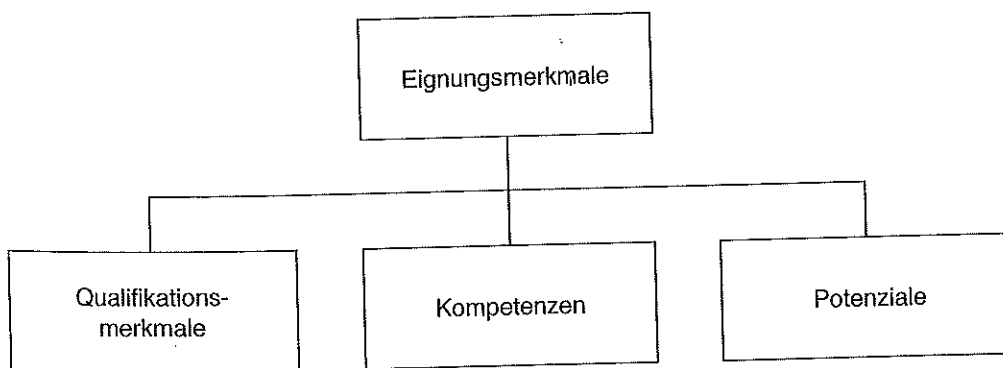 Eignungsmerkmale
Qualifikations-
merkmale
Kompetenzen
Potenziale